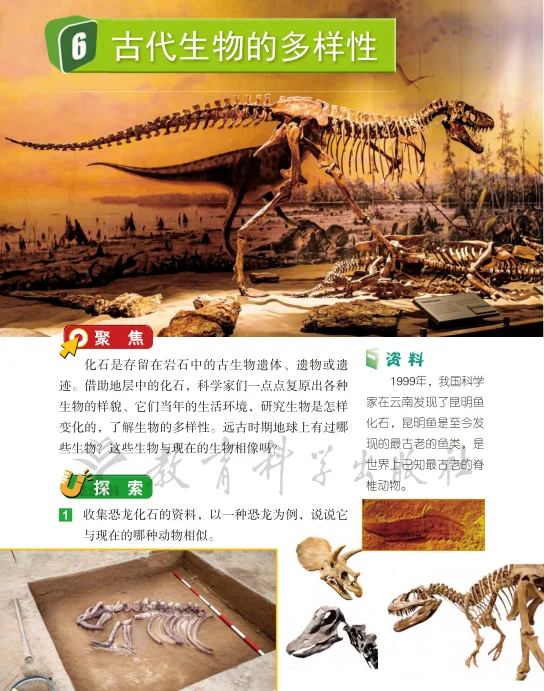 6 古代生物的多样性
聚焦
化石是存留在岩石中的古生物遗体、遗物或遗
迹。借助地层中的化石，科学家们一点点复原出各种
生物的样貌、它们当年的生活环境，研究生物是怎样
变化的，了解生物的多样性。远古时期地球上有过哪
些生物？这些生物与现在的生物相像吗？
资料
1999年，我国科学
家在云南发现了昆明鱼
化石，昆明鱼是至今发
现的最古老的鱼类，是
世界上已知最古老的脊
椎动物。
教育科学出版社
探索
1 收集恐龙化石的资料，以一种恐龙为例，说说它
与现在的哪种动物相似。